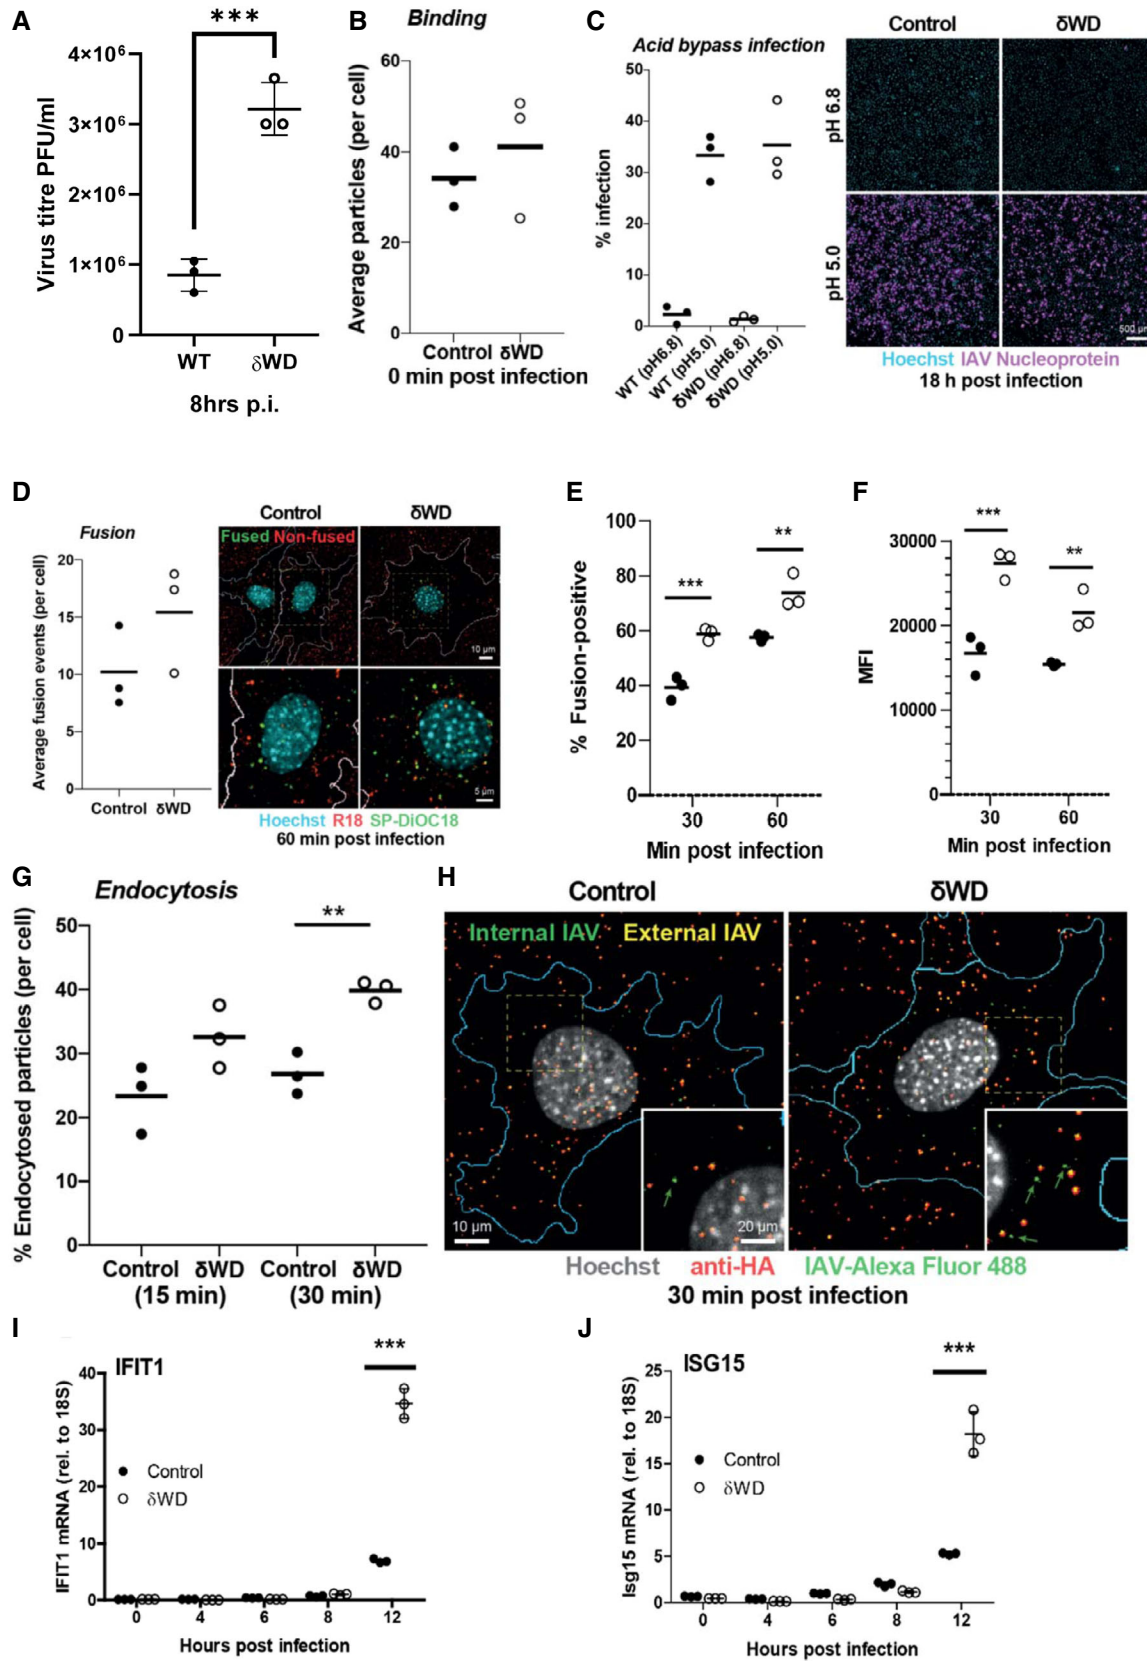 A
***
Virus titre PFU/ml
4×10⁶
3×10⁶
2×10⁶
1×10⁶
0
WT
δWD
8hrs p.i.
B
Binding
Average particles (per cell)
60
40
20
0
Control δWD
0 min post infection
C
Acid bypass infection
% infection
50
40
30
20
10
0
WT (pH6.8)
WT (pH5.0)
δWD (pH6.8)
δWD (pH5.0)
Control
δWD
pH 6.8
pH 5.0
Hoechst IAV Nucleoprotein
18 h post infection
D
Fusion
Average fusion events (per cell)
20
15
10
5
0
Control δWD
Control
δWD
Fused Non-fused
10 µm
5 µm
Hoechst R18 SP-DiOC18
60 min post infection
E
% Fusion-positive
100
80
60
40
20
0
***
**
30
60
Min post infection
F
MFI
30000
20000
10000
0
***
**
30
60
Min post infection
G
Endocytosis
% Endocytosed particles (per cell)
50
40
30
20
10
0
**
Control δWD Control δWD
(15 min) (30 min)
H
Control
δWD
Internal IAV External IAV
10 µm
20 µm
Hoechst anti-HA IAV-Alexa Fluor 488
30 min post infection
I
IFIT1
***
IFIT1 mRNA (rel. to 18S)
40
30
20
10
0
Control
δWD
0 4 6 8 12
Hours post infection
J
ISG15
***
Isg15 mRNA (rel. to 18S)
25
20
15
10
5
0
Control
δWD
0 4 6 8 12
Hours post infection